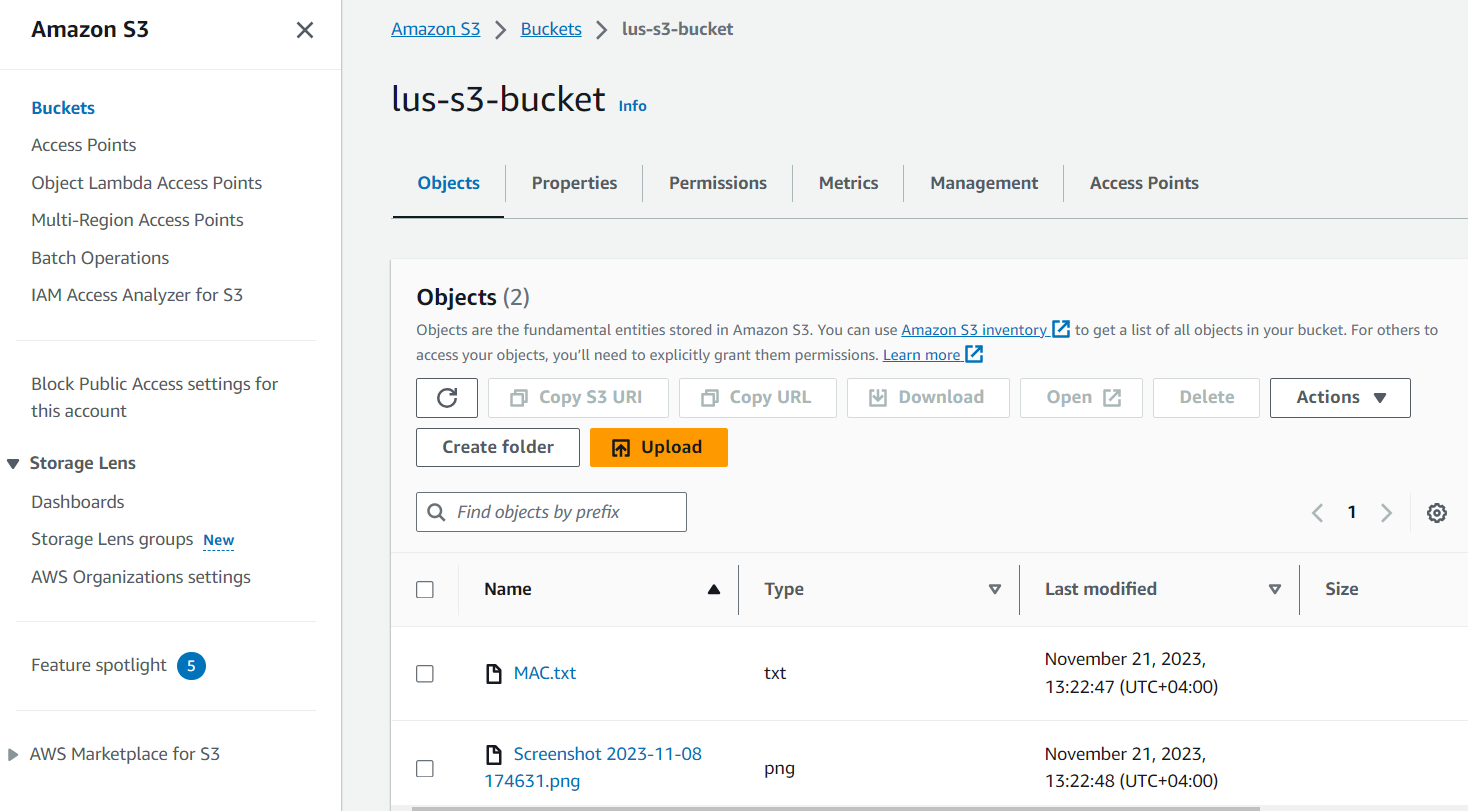 Amazon S3
Buckets
Access Points
Object Lambda Access Points
Multi-Region Access Points
Batch Operations
IAM Access Analyzer for S3
Block Public Access settings for
this account
Storage Lens
Dashboards
Storage Lens groups New
AWS Organizations settings
Feature spotlight 5
AWS Marketplace for S3
Amazon S3 Buckets lus-s3-bucket
lus-s3-bucket Info
Objects Properties Permissions Metrics Management Access Points
Objects (2)
Objects are the fundamental entities stored in Amazon S3. You can use Amazon S3 inventory to get a list of all objects in your bucket. For others to
access your objects, you'll need to explicitly grant them permissions. Learn more
Copy S3 URI Copy URL Download Open Delete Actions
Create folder Upload
Find objects by prefix 1
Name Type Last modified Size
MAC.txt txt November 21, 2023,
13:22:47 (UTC+04:00)
Screenshot 2023-11-08
174631.png png November 21, 2023,
13:22:48 (UTC+04:00)